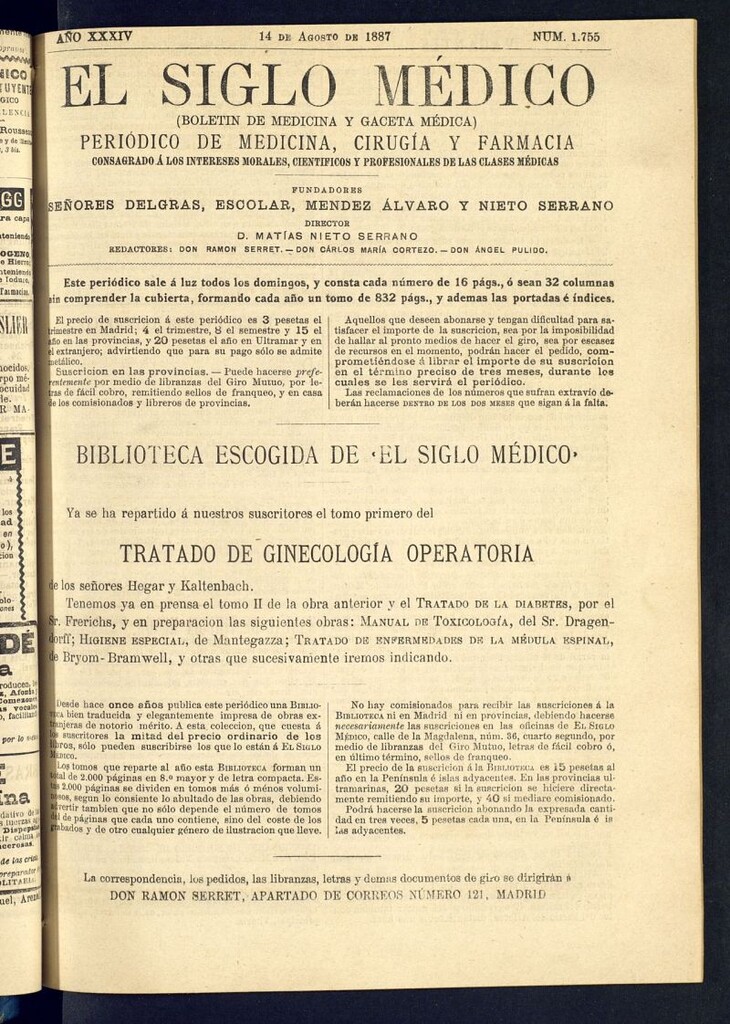 AÑO XXXIV
14 DE AGOSTO DE 1887
NUM. 1.755
EL SIGLO MÉDICO
(BOLETIN DE MEDICINA Y GACETA MÉDICA)
PERIÓDICO DE MEDICINA, CIRUGÍA Y FARMACIA
CONSAGRADO Á LOS INTERESES MORALES, CIENTIFICOS Y PROFESIONALES DE LAS CLASES MÉDICAS
FUNDADORES
SEÑORES DELGRAS, ESCOLAR, MENDEZ ÁLVARO Y NIETO SERRANO
DIRECTOR
D. MATÍAS NIETO SERRANO
REDACTORES: DON RAMON SERRET. — DON CÁRLOS MARÍA CORTEZO. — DON ÁNGEL PULIDO.
Este periódico sale á luz todos los domingos, y consta cada número de 16 págs., ó sean 32 columnas
sin comprender la cubierta, formando cada año un tomo de 832 págs., y ademas las portadas é índices.
El precio de suscricion á este periódico es 3 pesetas el
trimestre en Madrid; 4 el trimestre, 8 el semestre y 15 el
año en las provincias, y 20 pesetas el año en Ultramar y en
el extranjero; advirtiendo que para su pago sólo se admite
metálico.
Suscricion en las provincias. — Puede hacerse prefe-
rentemente por medio de libranzas del Giro Mutuo, por le-
tras de fácil cobro, remitiendo sellos de franqueo, y en casa
de los comisionados y libreros de provincias.
Aquellos que deseen abonarse y tengan dificultad para sa-
tisfacer el importe de la suscricion, sea por la imposibilidad
de hallar al pronto medios de hacer el giro, sea por escasez
de recursos en el momento, podrán hacer el pedido, com-
prometiéndose á librar el importe de su suscricion
en el término preciso de tres meses, durante los
cuales se les servirá el periódico.
Las reclamaciones de los números que sufran extravío de-
berán hacerse DENTRO DE LOS DOS MESES que sigan á la falta.
BIBLIOTECA ESCOGIDA DE «EL SIGLO MÉDICO»
Ya se ha repartido á nuestros suscritores el tomo primero del
TRATADO DE GINECOLOGÍA OPERATORIA
de los señores Hegar y Kaltenbach.
Tenemos ya en prensa el tomo II de la obra anterior y el TRATADO DE LA DIABETES, por el
Sr. Frerichs, y en preparacion las siguientes obras: MANUAL DE TOXICOLOGÍA, del Sr. Dragen-
dorff; HIGIENE ESPECIAL, de Mantegazza; TRATADO DE ENFERMEDADES DE LA MÉDULA ESPINAL,
de Bryom-Bramwell, y otras que sucesivamente iremos indicando.
Desde hace once años publica este periódico una BIBLIO-
TECA bien traducida y elegantemente impresa de obras ex-
tranjeras de notorio mérito. A esta coleccion, que cuesta á
los suscritores la mitad del precio ordinario de los
libros, sólo pueden suscribirse los que lo están á EL SIGLO
MÉDICO.
Los tomos que reparte al año esta BIBLIOTECA forman un
total de 2.000 páginas en 8.º mayor y de letra compacta. Es-
tas 2.000 páginas se dividen en tomos más ó ménos volumi-
nosos, segun lo consiente lo abultado de las obras, debiendo
advertir tambien que no sólo depende el número de tomos
del de páginas que cada uno contiene, sino del coste de los
grabados y de otro cualquier género de ilustracion que lleve.
No hay comisionados para recibir las suscriciones á la
BIBLIOTECA ni en Madrid ni en provincias, debiendo hacerse
necesariamente las suscriciones en las oficinas de EL SIGLO
MÉDICO, calle de la Magdalena, núm. 36, cuarto segundo, por
medio de libranzas del Giro Mutuo, letras de fácil cobro ó,
en último término, sellos de franqueo.
El precio de la suscricion á la BIBLIOTECA es 15 pesetas al
año en la Península é islas adyacentes. En las provincias ul-
tramarinas, 20 pesetas si la suscricion se hiciere directa-
mente remitiendo su importe, y 40 si mediare comisionado.
Podrá hacerse la suscricion abonando la expresada canti-
dad en tres veces, 5 pesetas cada una, en la Península é is
las adyacentes.
La correspondencia, los pedidos, las libranzas, letras y demas documentos de giro se dirigirán á
DON RAMON SERRET, APARTADO DE CORREOS NÚMERO 121, MADRID